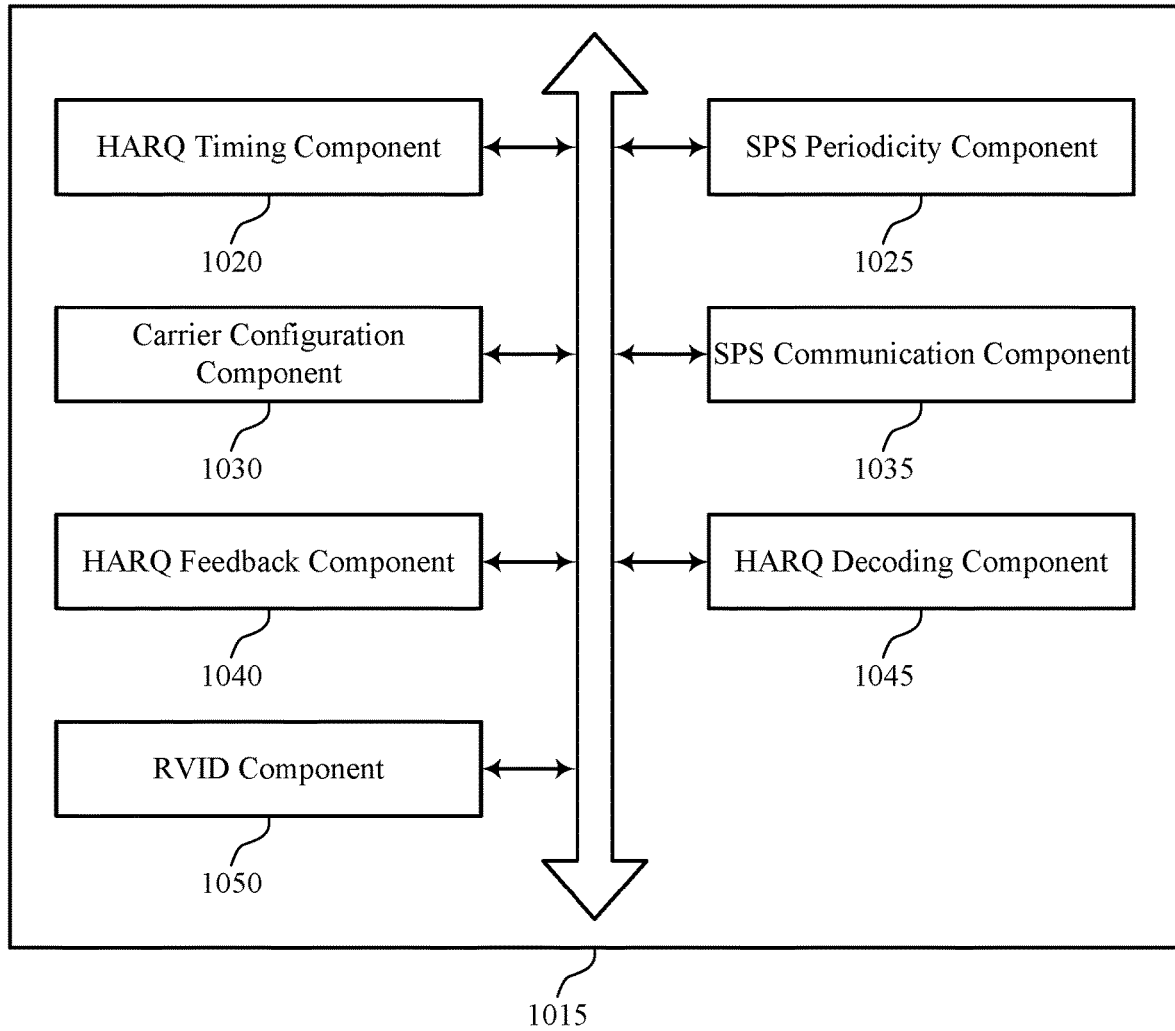 HARQ Timing Component
SPS Periodicity Component
1020
1025
Carrier Configuration
Component
SPS Communication Component
1030
1035
HARQ Feedback Component
HARQ Decoding Component
1040
1045
RVID Component
1050
1015